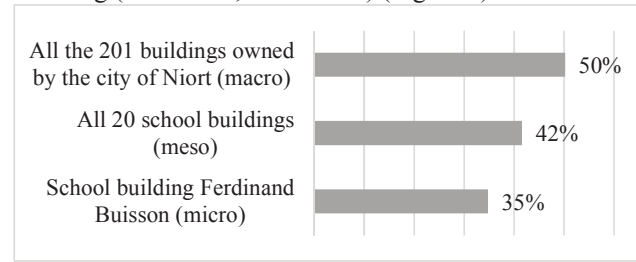 All the 201 buildings owned
by the city of Niort (macro)
50%
All 20 school buildings
(meso)
42%
School building Ferdinand
Buisson (micro)
35%